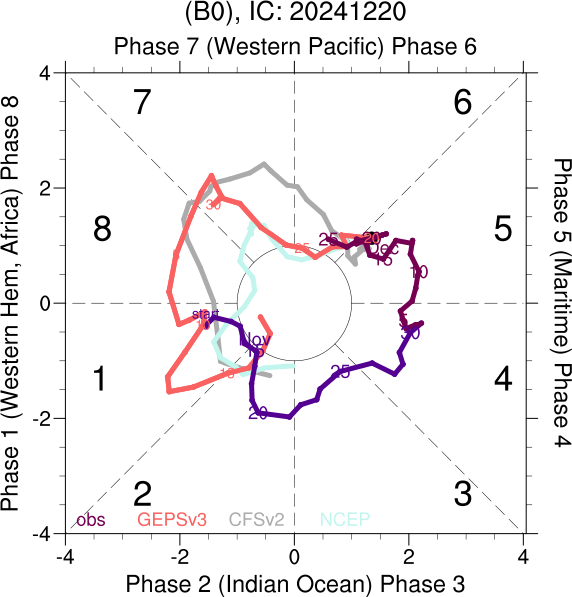 (B0), IC: 20241220
Phase 7 (Western Pacific) Phase 6
4
7
6
Phase 1 (Western Hem, Africa) Phase 8
Phase 5 (Maritime) Phase 4
2
30
8
5
25
25
20
Dec
15
10
0
start
5
30
Nov
15
1
4
10
25
-2
20
2
3
obs
GEPSv3
CFSv2
NCEP
-4
-4
-2
0
2
4
Phase 2 (Indian Ocean) Phase 3